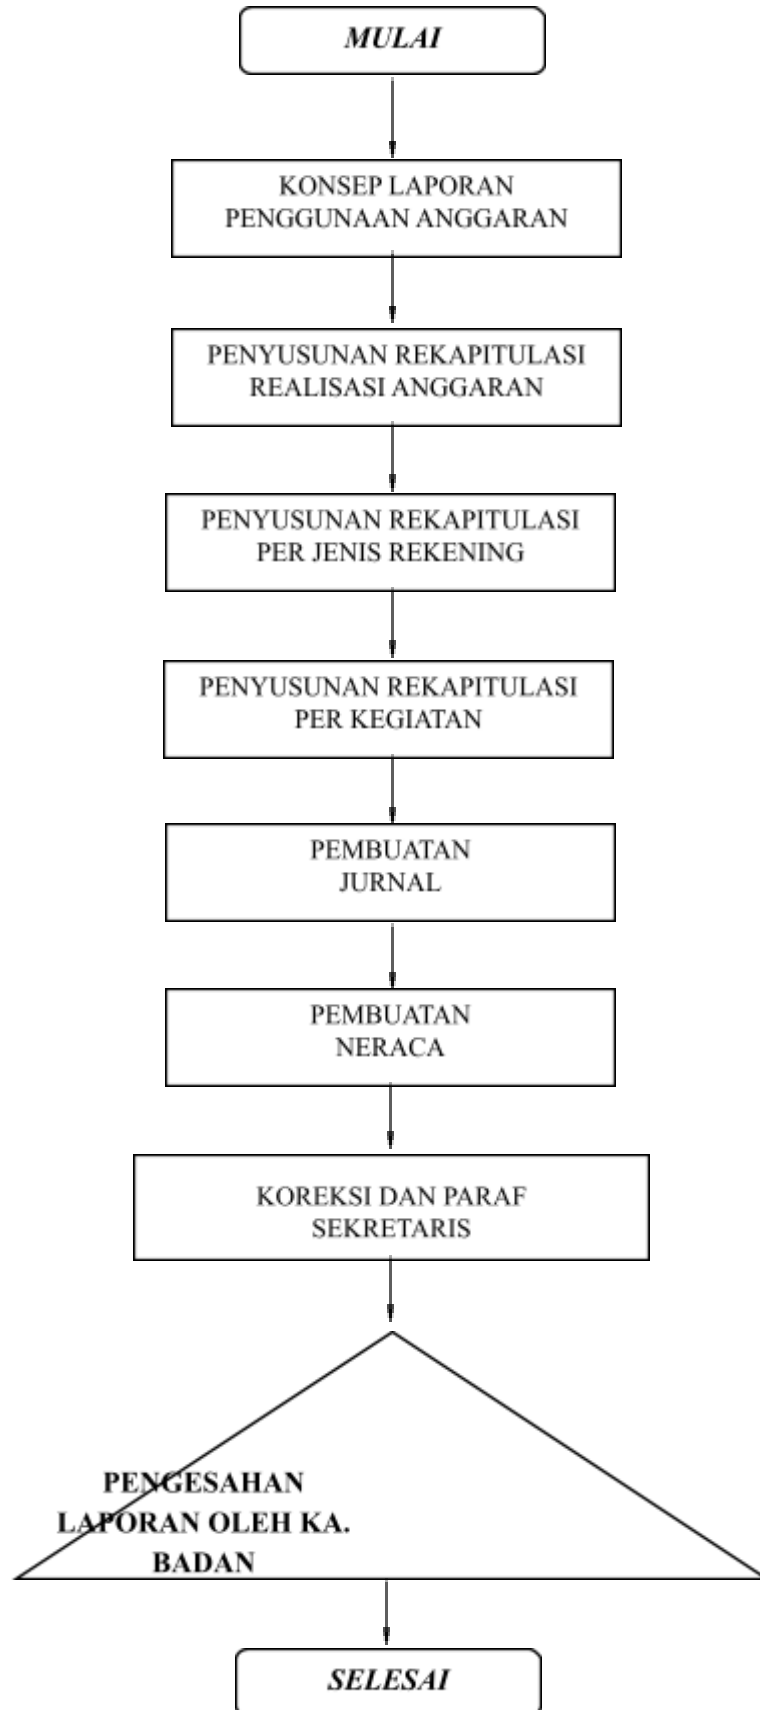 MULAI
KONSEP LAPORAN
PENGGUNAAN ANGGARAN
PENYUSUNAN REKAPITULASI
REALISASI ANGGARAN
PENYUSUNAN REKAPITULASI
PER JENIS REKENING
PENYUSUNAN REKAPITULASI
PER KEGIATAN
PEMBUATAN
JURNAL
PEMBUATAN
NERACA
KOREKSI DAN PARAF
SEKRETARIS
PENGESAHAN
LAPORAN OLEH KA.
BADAN
SELESAI